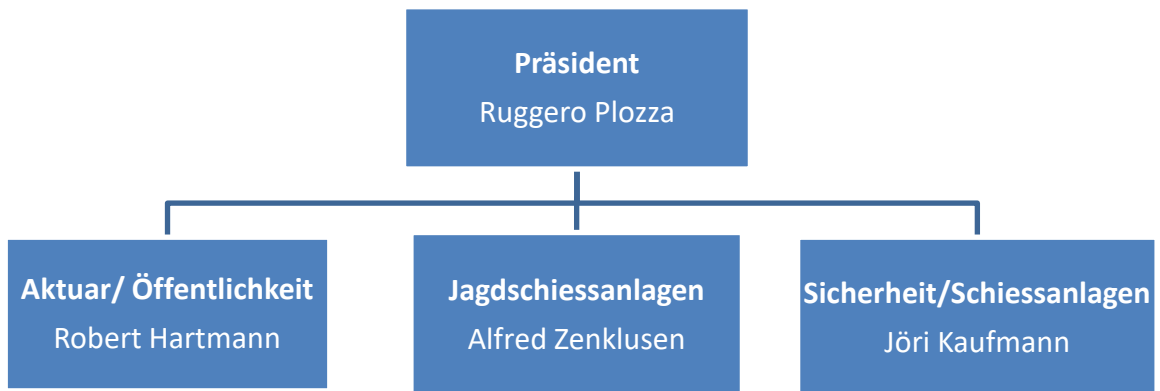 Präsident
Ruggero Plozza
Aktuar/ Öffentlichkeit
Robert Hartmann
Jagdschiessanlagen
Alfred Zenklusen
Sicherheit/Schiessanlagen
Jöri Kaufmann